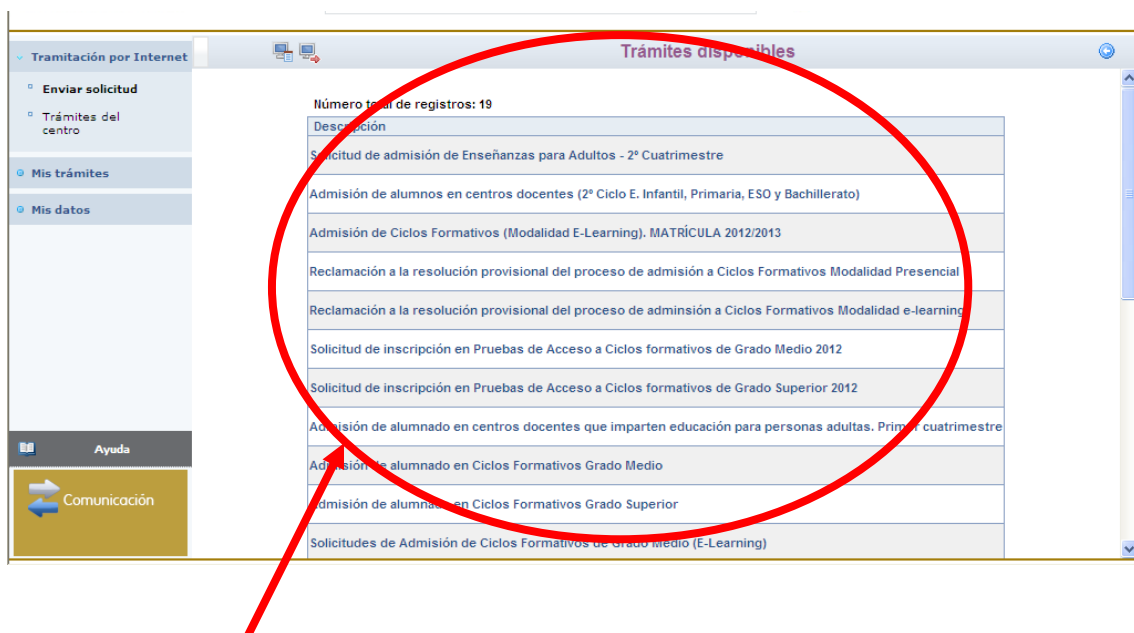 Tramitación por Internet
Enviar solicitud
Trámites del
centro
Mis trámites
Mis datos
Ayuda
Comunicación
Trámites disponibles
Número total de registros: 19
Descripción
Solicitud de admisión de Enseñanzas para Adultos - 2º Cuatrimestre
Admisión de alumnos en centros docentes (2º Ciclo E. Infantil, Primaria, ESO y Bachillerato)
Admisión de Ciclos Formativos (Modalidad E-Learning). MATRÍCULA 2012/2013
Reclamación a la resolución provisional del proceso de admisión a Ciclos Formativos Modalidad Presencial
Reclamación a la resolución provisional del proceso de adminsión a Ciclos Formativos Modalidad e-learning
Solicitud de inscripción en Pruebas de Acceso a Ciclos formativos de Grado Medio 2012
Solicitud de inscripción en Pruebas de Acceso a Ciclos formativos de Grado Superior 2012
Admisión de alumnado en centros docentes que imparten educación para personas adultas. Primer cuatrimestre
Admisión de alumnado en Ciclos Formativos Grado Medio
Admisión de alumnado en Ciclos Formativos Grado Superior
Solicitudes de Admisión de Ciclos Formativos de Grado Medio (E-Learning)